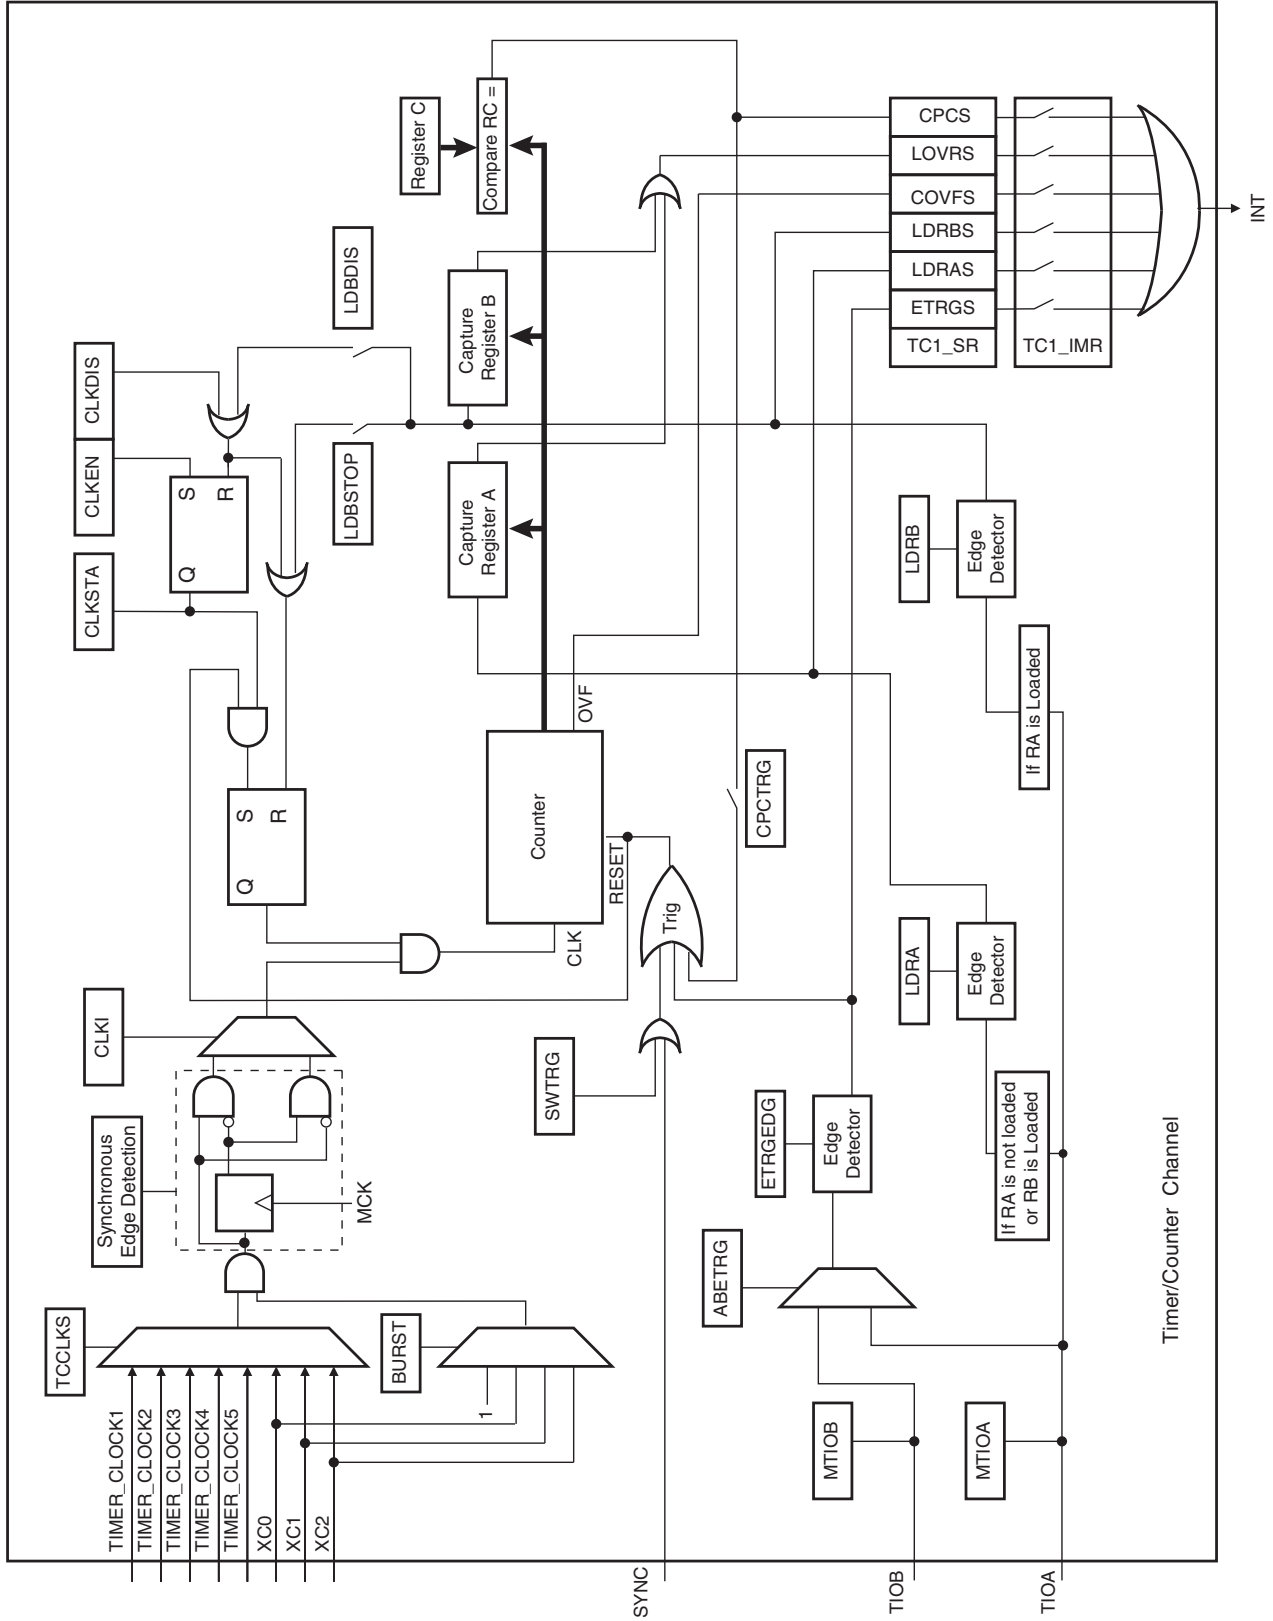 TCCLKS
TIMER_CLOCK1
TIMER_CLOCK2
TIMER_CLOCK3
TIMER_CLOCK4
TIMER_CLOCK5
XC0
XC1
XC2
BURST
1
Synchronous
Edge Detection
MCK
CLKI
CLKSTA
CLKEN
CLKDIS
Q
S
R
Q
S
R
LDBSTOP
LDBDIS
Register C
Capture
Register A
Capture
Register B
Compare RC =
Counter
CLK
OVF
RESET
SWTRG
SYNC
Trig
CPCTRG
ABETRG
ETRGEDG
Edge
Detector
MTIOB
TIOB
MTIOA
TIOA
LDRA
Edge
Detector
If RA is not loaded
or RB is Loaded
LDRB
Edge
Detector
If RA is Loaded
CPCS
LOVRS
COVFS
LDRBS
LDRAS
ETRGS
TC1_SR
TC1_IMR
INT
Timer/Counter Channel